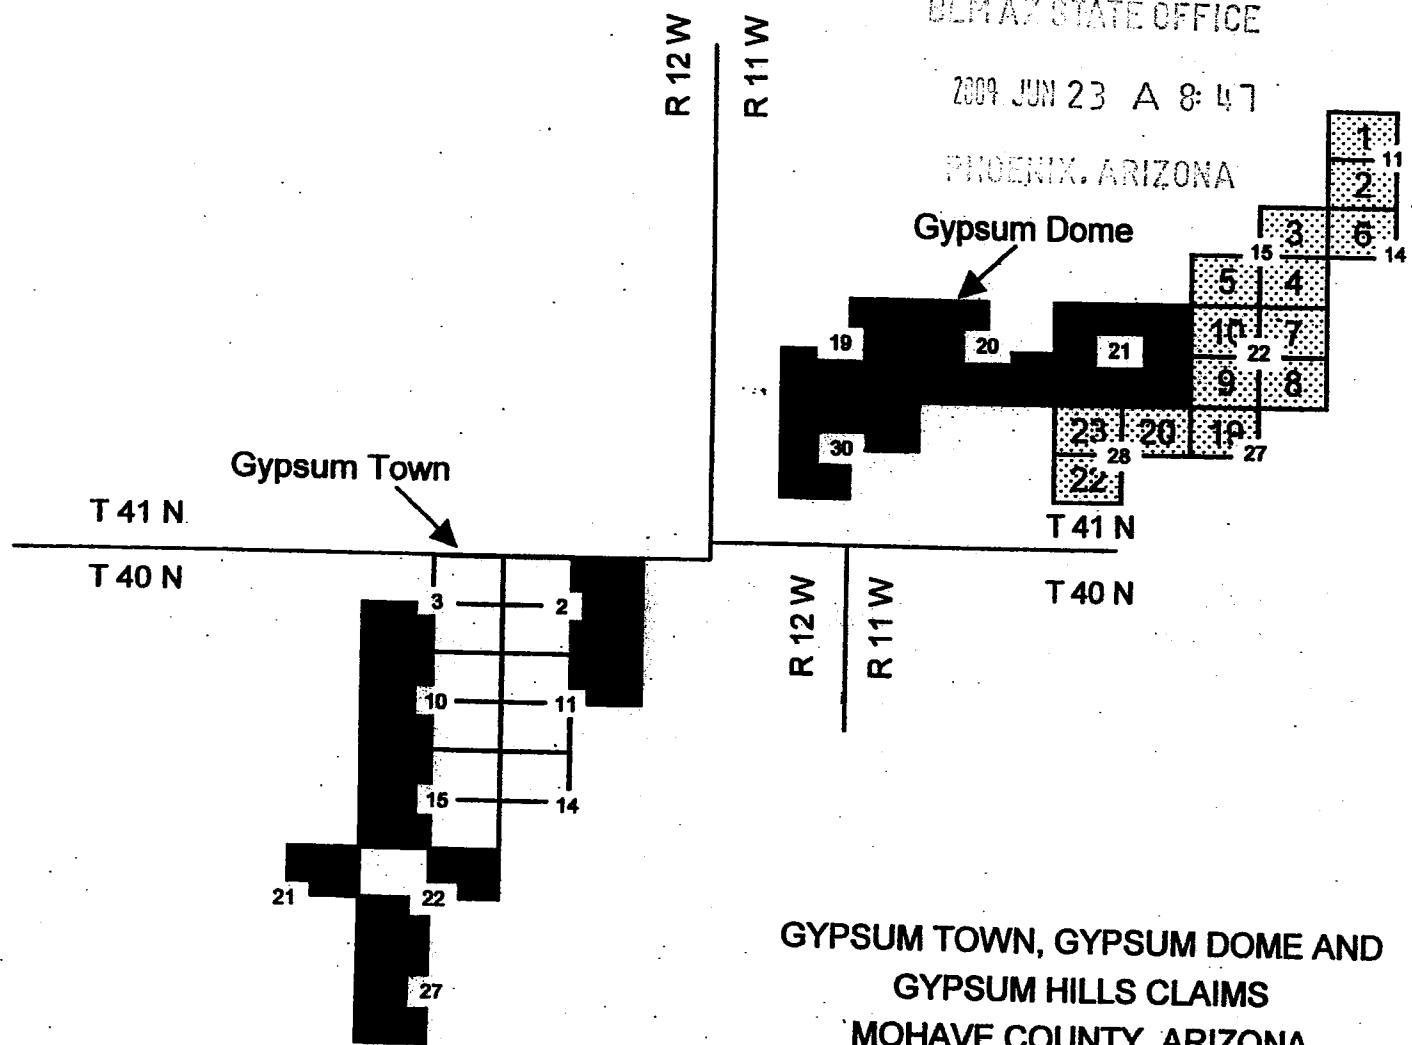 BLM AZ STATE OFFICE
2009 JUN 23 A 8: 47
PHOENIX, ARIZONA
R 12 W
R 11 W
1
11
2
3
6
15
14
Gypsum Dome
5
4
19
20
21
10
7
22
9
8
30
23
20
19
28
27
22
Gypsum Town
T 41 N
T 41 N
T 40 N
T 40 N
R 12 W
R 11 W
3
2
10
11
15
14
21
22
27
GYPSUM TOWN, GYPSUM DOME AND
GYPSUM HILLS CLAIMS
MOHAVE COUNTY, ARIZONA